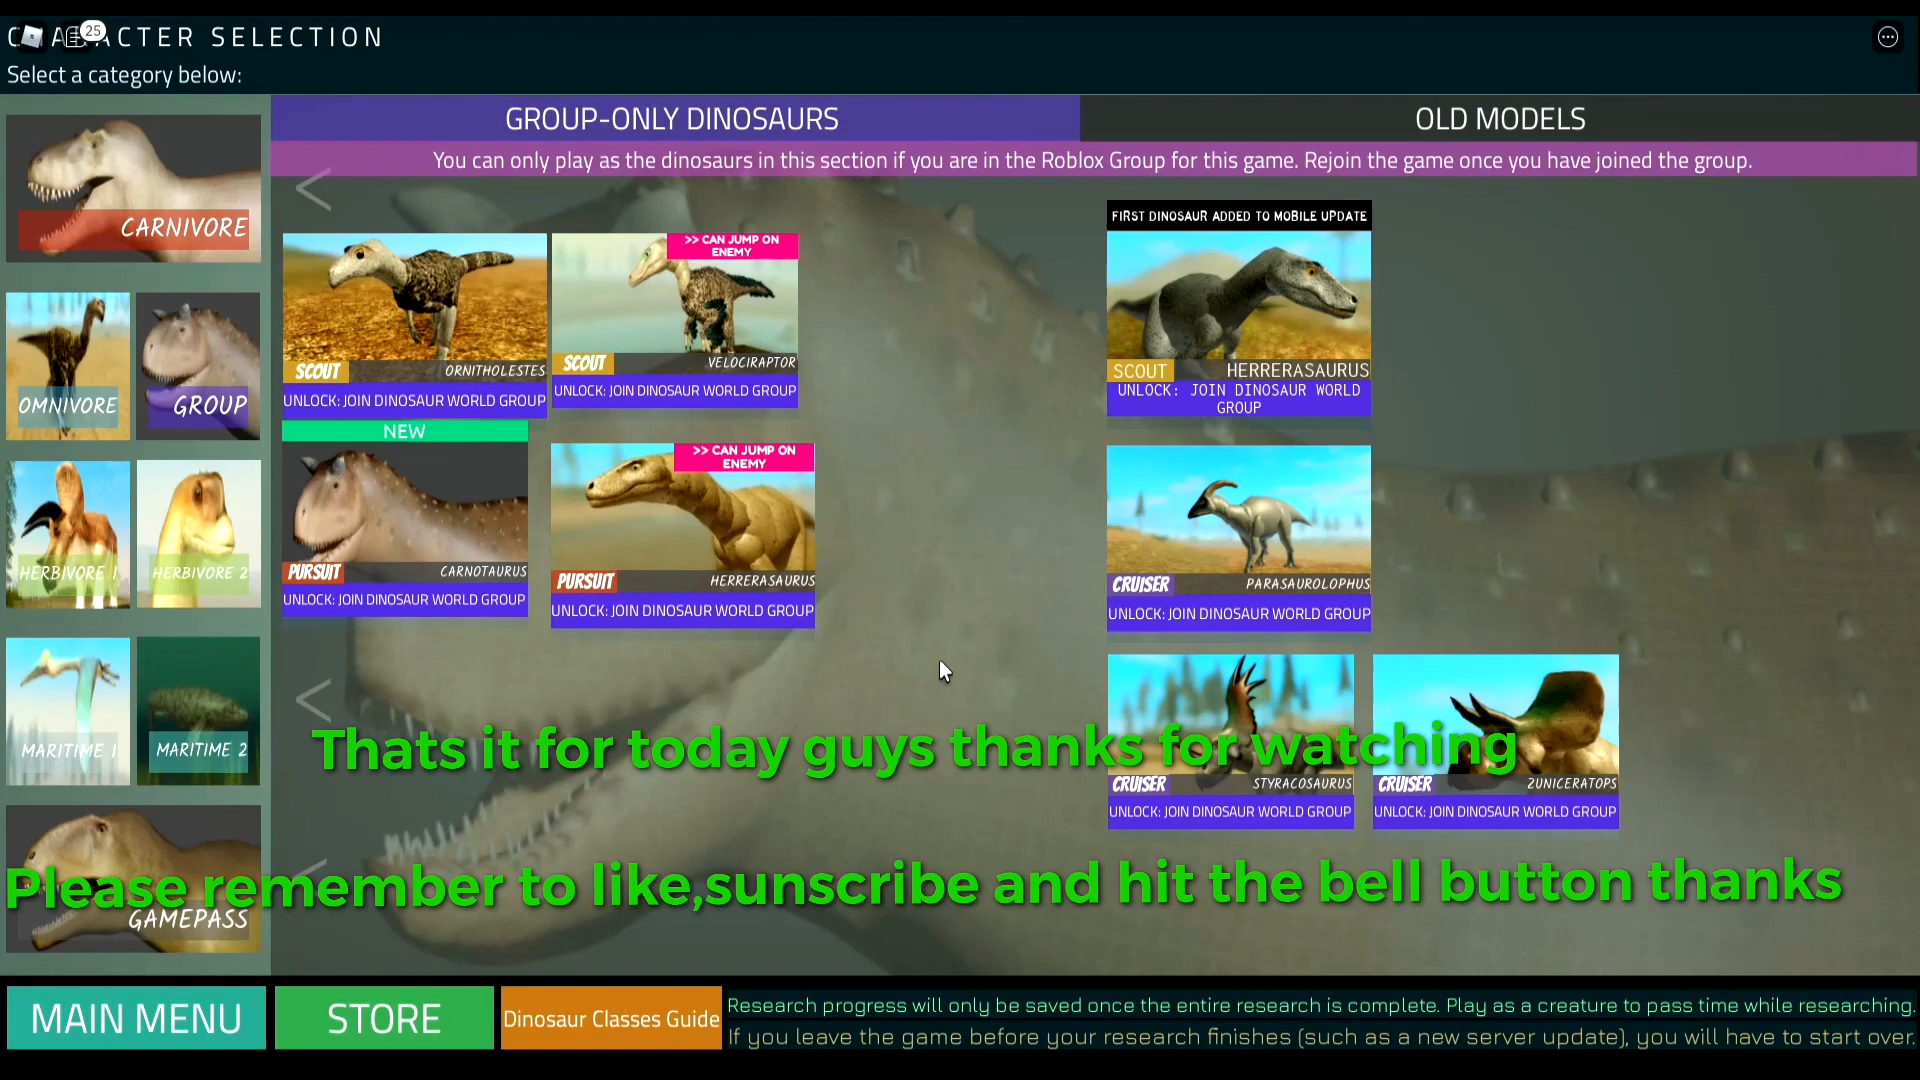 CHARACTER SELECTION
25
Select a category below:
GROUP-ONLY DINOSAURS
OLD MODELS
You can only play as the dinosaurs in this section if you are in the Roblox Group for this game. Rejoin the game once you have joined the group.
CARNIVORE
OMNIVORE
GROUP
HERBIVORE 1
HERBIVORE 2
MARITIME 1
MARITIME 2
GAMEPASS
SCOUT
ORNITHOLESTES
UNLOCK: JOIN DINOSAUR WORLD GROUP
>> CAN JUMP ON
ENEMY
SCOUT
VELOCIRAPTOR
UNLOCK: JOIN DINOSAUR WORLD GROUP
NEW
PURSUIT
CARNOTAURUS
UNLOCK: JOIN DINOSAUR WORLD GROUP
>> CAN JUMP ON
ENEMY
PURSUIT
HERRERASAURUS
UNLOCK: JOIN DINOSAUR WORLD GROUP
FIRST DINOSAUR ADDED TO MOBILE UPDATE
SCOUT
HERRERASAURUS
UNLOCK: JOIN DINOSAUR WORLD
GROUP
CRUISER
PARASAUROLOPHUS
UNLOCK: JOIN DINOSAUR WORLD GROUP
CRUISER
STYRACOSAURUS
UNLOCK: JOIN DINOSAUR WORLD GROUP
CRUISER
ZUNICERATOPS
UNLOCK: JOIN DINOSAUR WORLD GROUP
Thats it for today guys thanks for watching
Please remember to like,sunscribe and hit the bell button thanks
MAIN MENU
STORE
Dinosaur Classes Guide
Research progress will only be saved once the entire research is complete. Play as a creature to pass time while researching.
If you leave the game before your research finishes (such as a new server update), you will have to start over.